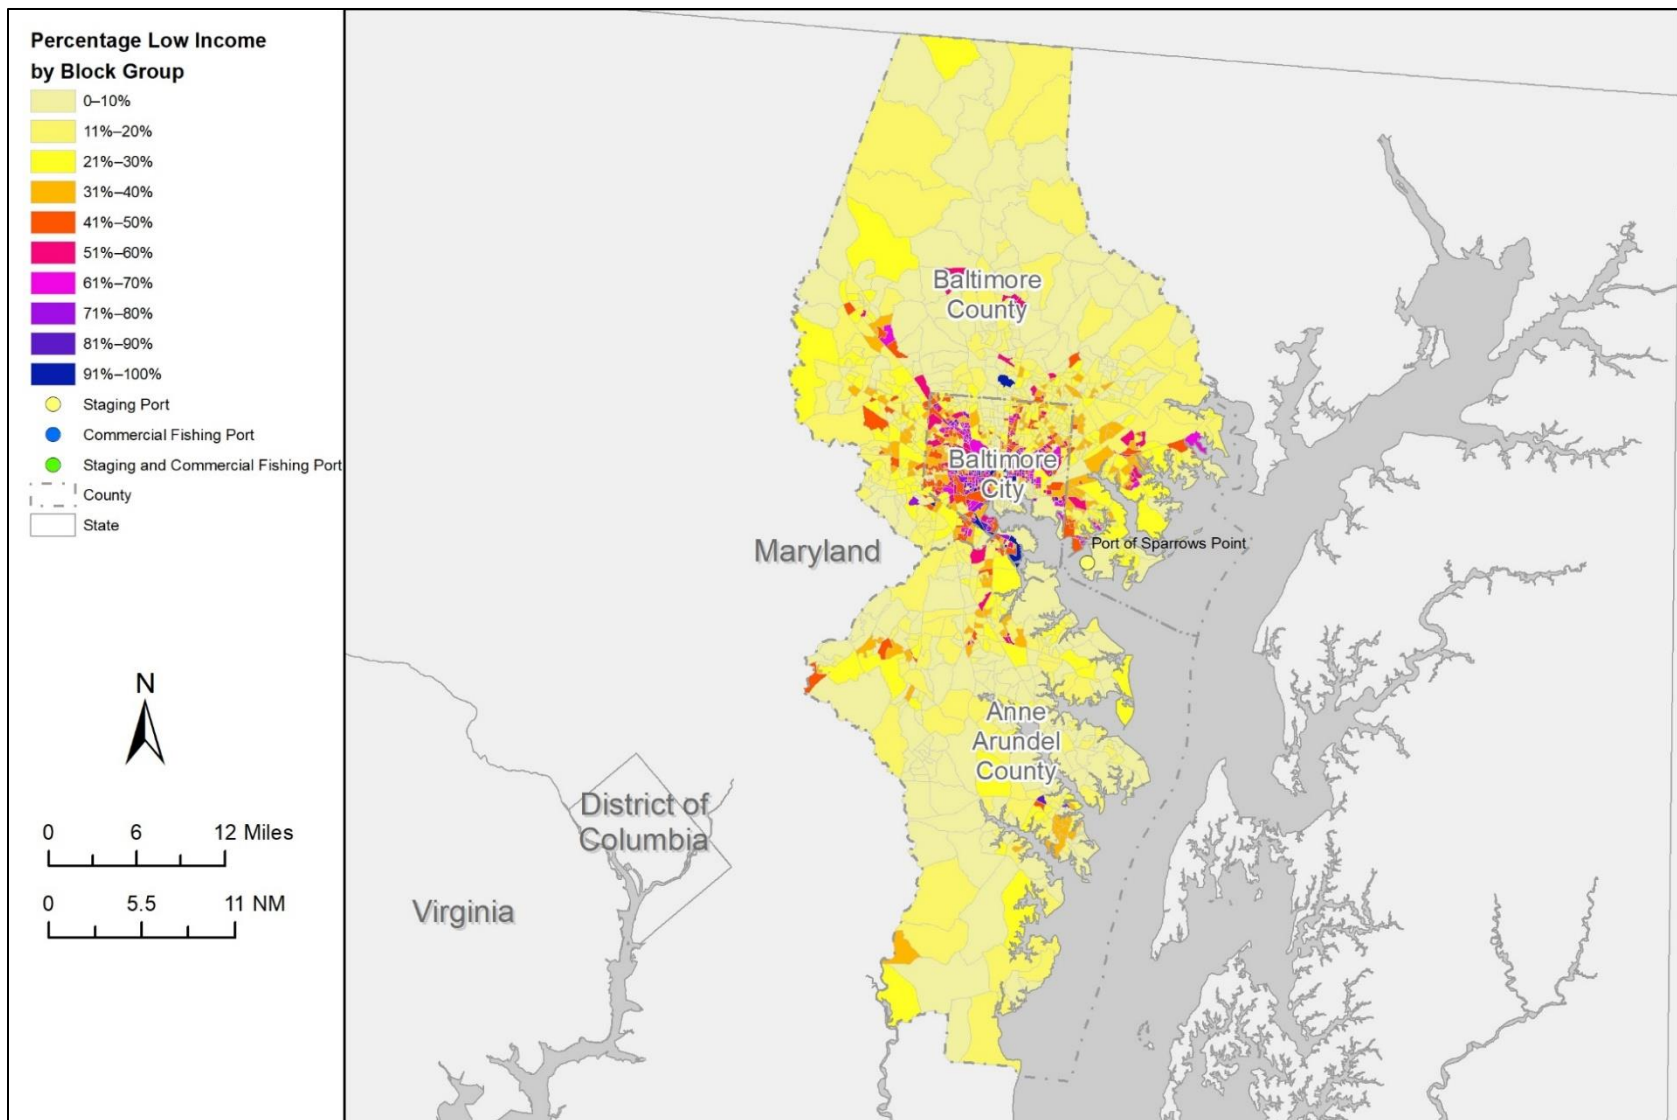 Percentage Low Income
by Block Group
0–10%
11%–20%
21%–30%
31%–40%
41%–50%
51%–60%
61%–70%
71%–80%
81%–90%
91%–100%
Staging Port
Commercial Fishing Port
Staging and Commercial Fishing Port
County
State
N
0 6 12 Miles
0 5.5 11 NM
Baltimore
County
Baltimore
City
Maryland
Port of Sparrows Point
Anne
Arundel
County
District of
Columbia
Virginia